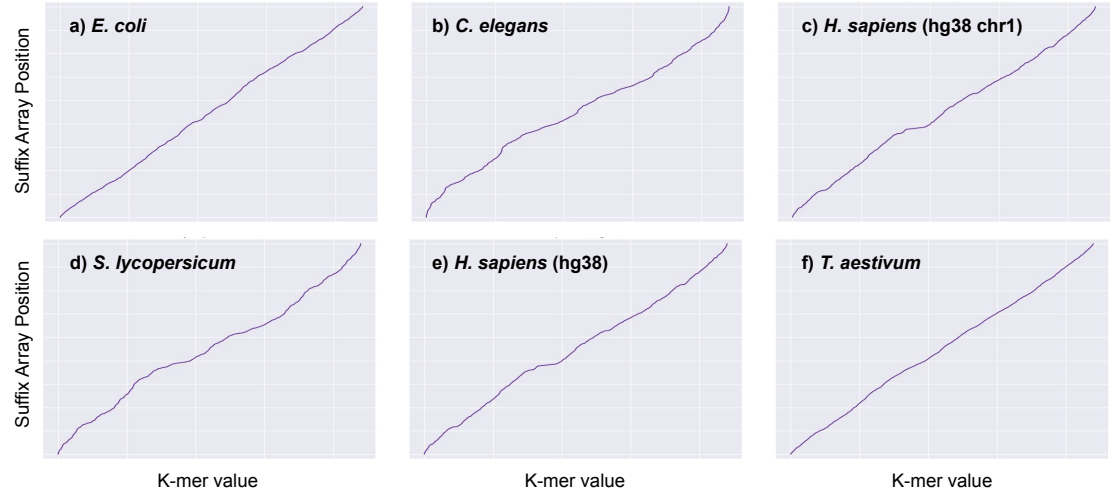 a) E. coli
b) C. elegans
c) H. sapiens (hg38 chr1)
Suffix Array Position
d) S. lycopersicum
e) H. sapiens (hg38)
f) T. aestivum
Suffix Array Position
K-mer value
K-mer value
K-mer value